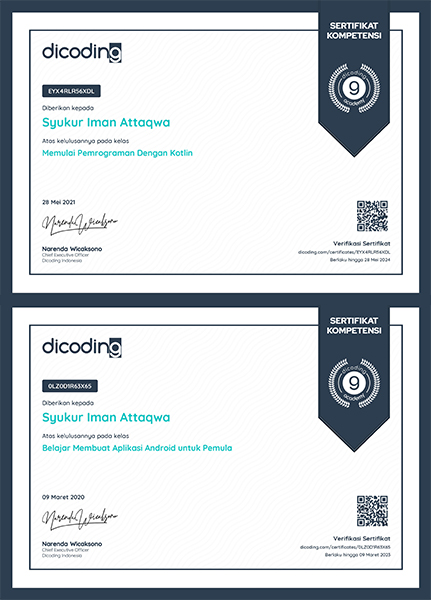 SERTIFIKAT
KOMPETENSI
dicoding
EYX4RLR56XDL
Diberikan kepada
Syukur Iman Attaqwa
Atas kelulusannya pada kelas
Memulai Pemrograman Dengan Kotlin
dicoding
9
academy
28 Mei 2021
Narenda Wicaksono
Narenda Wicaksono
Chief Executive Officer
Dicoding Indonesia
Verifikasi Sertifikat
dicoding.com/certificates/EYX4RLR56XDL
Berlaku hingga 28 Mei 2024
SERTIFIKAT
KOMPETENSI
dicoding
0LZ0D1R63X65
Diberikan kepada
Syukur Iman Attaqwa
Atas kelulusannya pada kelas
Belajar Membuat Aplikasi Android untuk Pemula
dicoding
9
academy
09 Maret 2020
Narenda Wicaksono
Narenda Wicaksono
Chief Executive Officer
Dicoding Indonesia
Verifikasi Sertifikat
dicoding.com/certificates/0LZ0D1R63X65
Berlaku hingga 09 Maret 2023